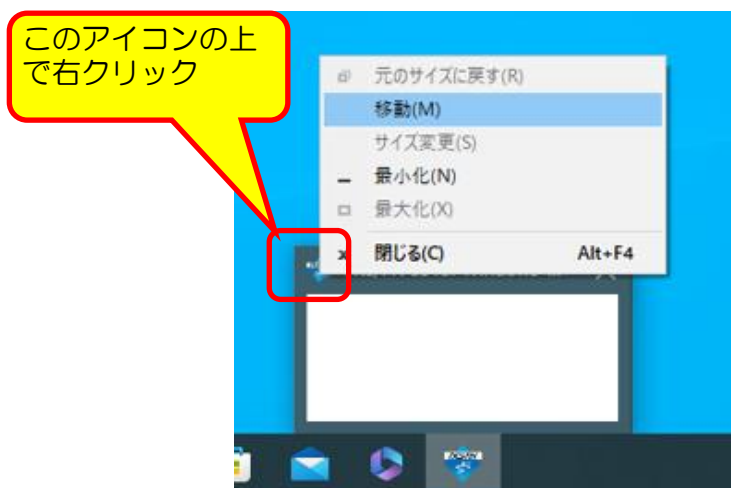 このアイコンの上
で右クリック
元のサイズに戻す(R)
移動(M)
サイズ変更(S)
最小化(N)
最大化(X)
閉じる(C) Alt+F4